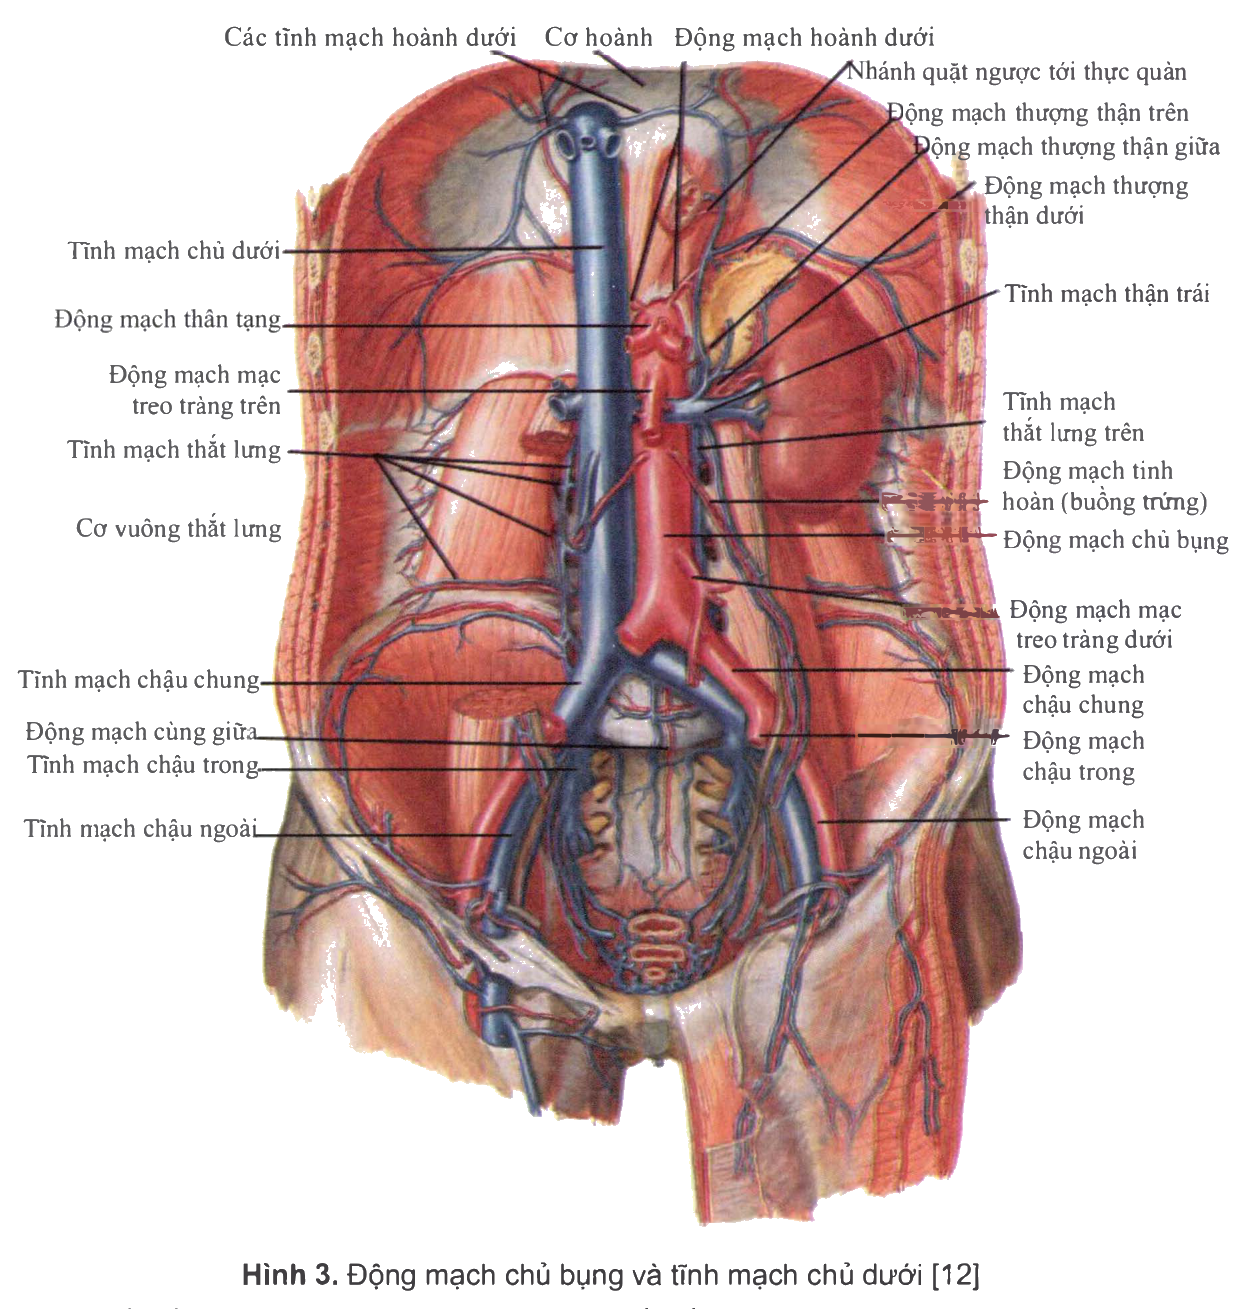 Các tĩnh mạch hoành dưới Cơ hoành Động mạch hoành dưới
Nhánh quặt ngược tới thực quàn
Động mạch thượng thận trên
Động mạch thượng thận giữa
Động mạch thượng
thận dưới
Tĩnh mạch chủ dưới
Tĩnh mạch thận trái
Động mạch thân tạng
Động mạch mạc
treo tràng trên
Tĩnh mạch
thắt lưng trên
Tĩnh mạch thắt lưng
Động mạch tinh
hoàn (buồng trứng)
Cơ vuông thắt lưng
Động mạch chủ bụng
Động mạch mạc
treo tràng dưới
Tĩnh mạch chậu chung
Động mạch
chậu chung
Động mạch cùng giữa
Động mạch
chậu trong
Tĩnh mạch chậu trong
Tĩnh mạch chậu ngoài
Động mạch
chậu ngoài
Hình 3. Động mạch chủ bụng và tĩnh mạch chủ dưới [12]